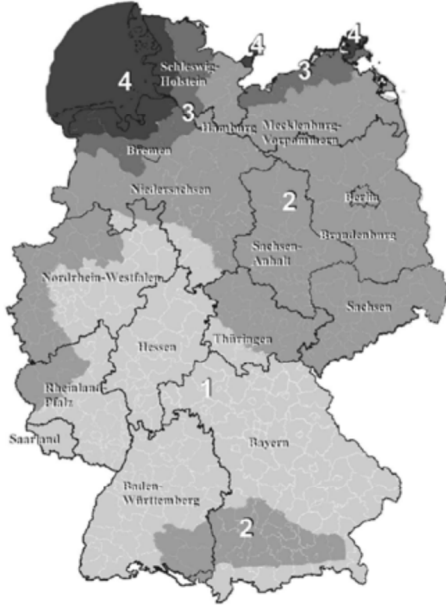 4
4
4
Schleswig-
Holstein
3
3
Hamburg
Mecklenburg-
Vorpommern
Bremen
Niedersachsen
2
Berlin
Brandenburg
Sachsen-
Anhalt
Nordrhein-Westfalen
Sachsen
Hessen
Thüringen
Rheinland-
Pfalz
1
Saarland
Bayern
Baden-
Württemberg
2